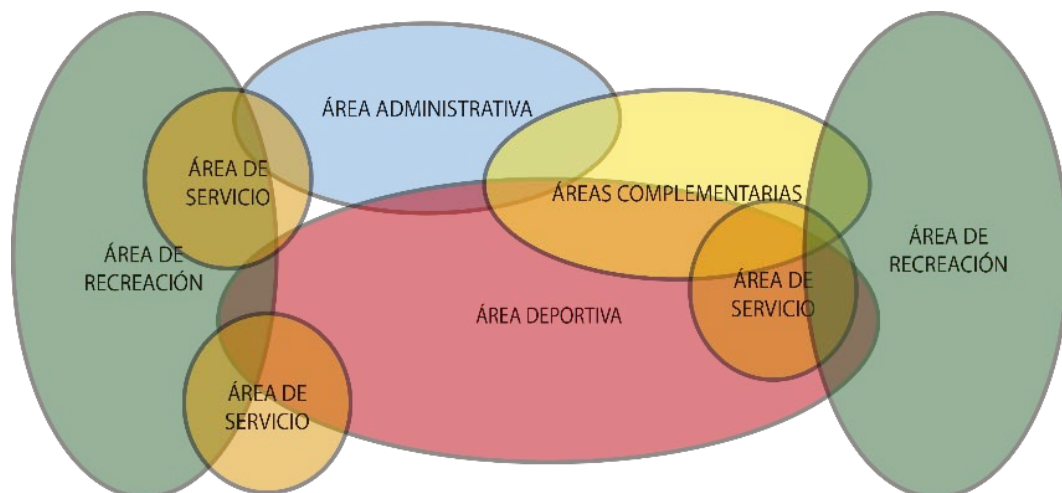 ÁREA ADMINISTRATIVA
ÁREA DE
SERVICIO
ÁREAS COMPLEMENTARIAS
ÁREA DE
RECREACIÓN
ÁREA DE
RECREACIÓN
ÁREA DE
SERVICIO
ÁREA DEPORTIVA
ÁREA DE
SERVICIO